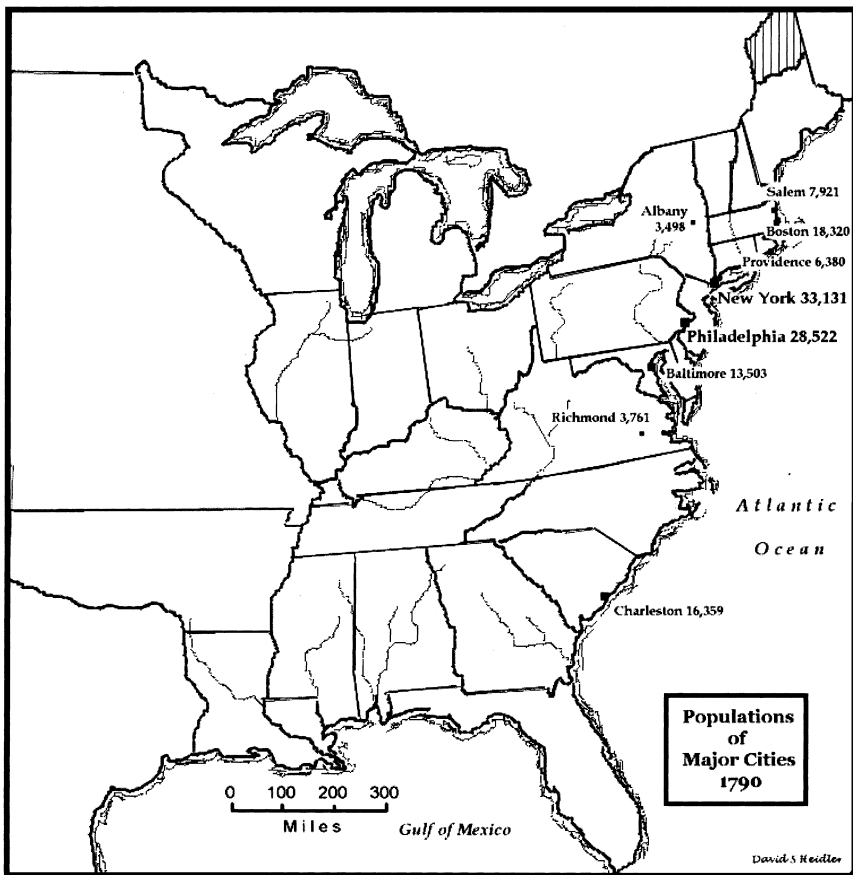 Salem 7,921
Albany
3,498
Boston 18,320
Providence 6,380
New York 33,131
Philadelphia 28,522
Baltimore 13,503
Richmond 3,761
Atlantic
Ocean
Charleston 16,359
Populations
of
Major Cities
1790
0 100 200 300
Miles
Gulf of Mexico
David S Heidler